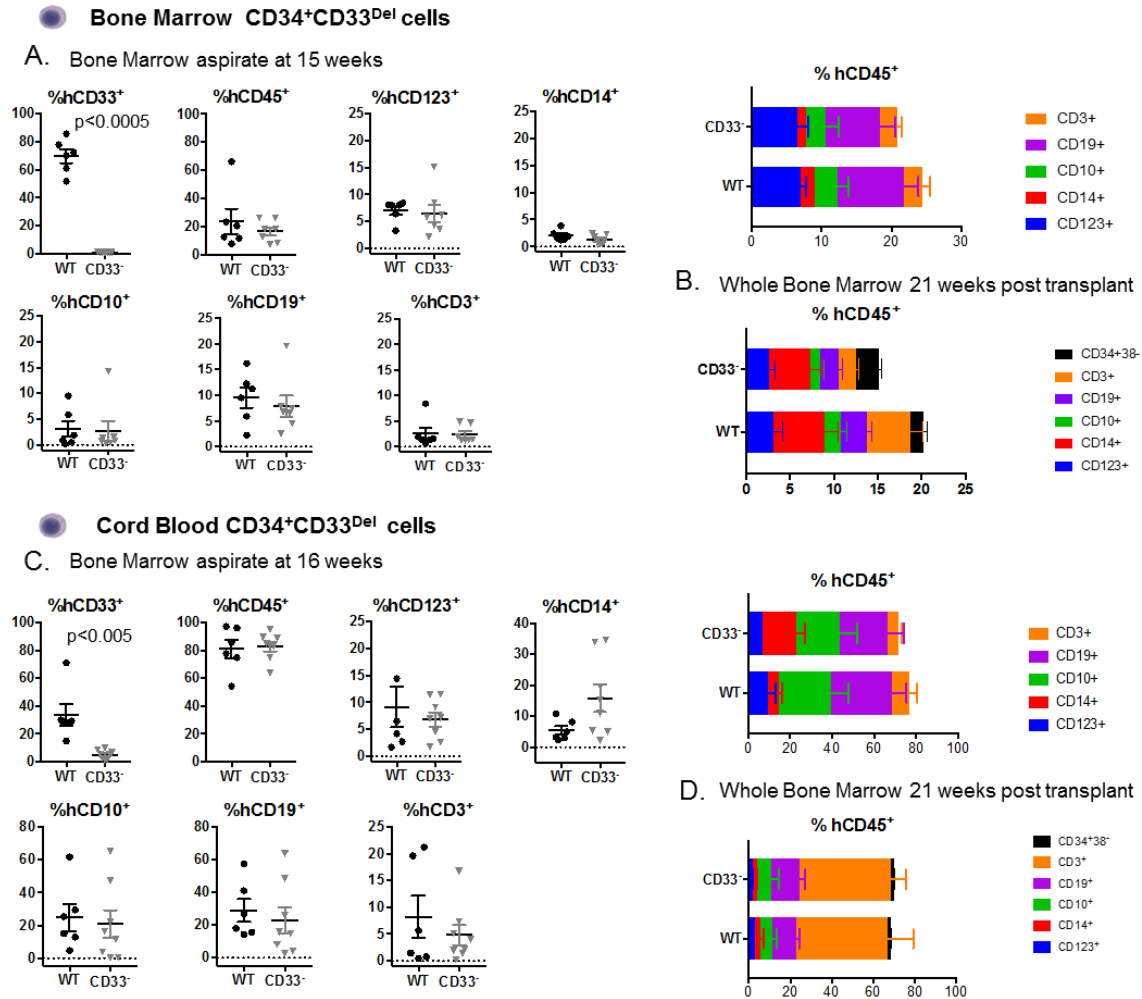 Bone Marrow CD34⁺CD33ᴰᵉˡ cells
A. Bone Marrow aspirate at 15 weeks
%hCD33⁺
p<0.0005
100
80
60
40
20
0
WT CD33⁻
%hCD45⁺
100
80
60
40
20
0
WT CD33⁻
%hCD123⁺
25
20
15
10
5
0
WT CD33⁻
%hCD14⁺
25
20
15
10
5
0
WT CD33⁻
%hCD10⁺
25
20
15
10
5
0
WT CD33⁻
%hCD19⁺
25
20
15
10
5
0
WT CD33⁻
%hCD3⁺
25
20
15
10
5
0
WT CD33⁻
% hCD45⁺
CD33⁻
WT
0 10 20 30
CD3+
CD19+
CD10+
CD14+
CD123+
B. Whole Bone Marrow 21 weeks post transplant
% hCD45⁺
CD33⁻
WT
0 5 10 15 20 25
CD34+38-
CD3+
CD19+
CD10+
CD14+
CD123+
Cord Blood CD34⁺CD33ᴰᵉˡ cells
C. Bone Marrow aspirate at 16 weeks
%hCD33⁺
p<0.005
100
80
60
40
20
0
WT CD33⁻
%hCD45⁺
100
80
60
40
20
0
WT CD33⁻
%hCD123⁺
25
20
15
10
5
0
WT CD33⁻
%hCD14⁺
40
30
20
10
0
WT CD33⁻
%hCD10⁺
80
60
40
20
0
WT CD33⁻
%hCD19⁺
80
60
40
20
0
WT CD33⁻
%hCD3⁺
25
20
15
10
5
0
WT CD33⁻
% hCD45⁺
CD33⁻
WT
0 20 40 60 80 100
CD3+
CD19+
CD10+
CD14+
CD123+
D. Whole Bone Marrow 21 weeks post transplant
% hCD45⁺
CD33⁻
WT
0 20 40 60 80 100
CD34⁺38⁻
CD3⁺
CD19⁺
CD10⁺
CD14⁺
CD123⁺